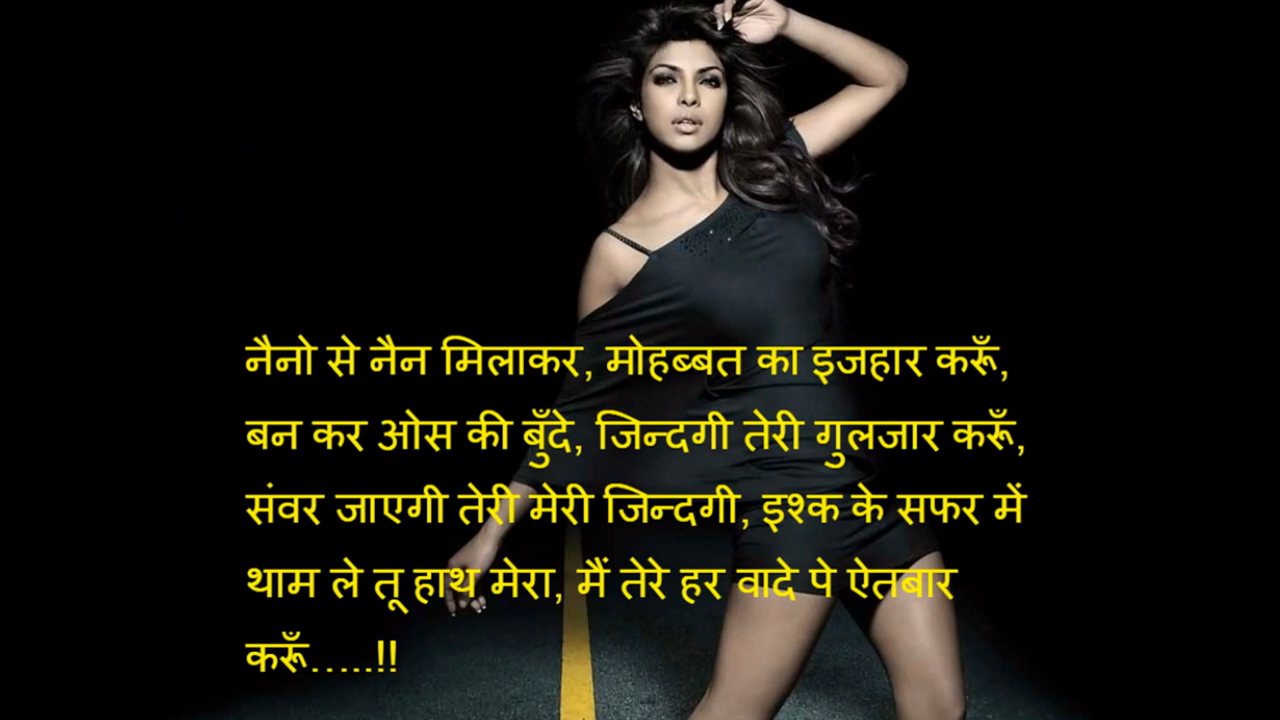 नैनो से नैन मिलाकर, मोहब्बत का इजहार करूँ,
बन कर ओस की बुँदे, जिन्दगी तेरी गुलजार करूँ,
संवर जाएगी तेरी मेरी जिन्दगी, इश्क के सफर में
थाम ले तू हाथ मेरा, मैं तेरे हर वादे पे ऐतबार
करूँ…..!!